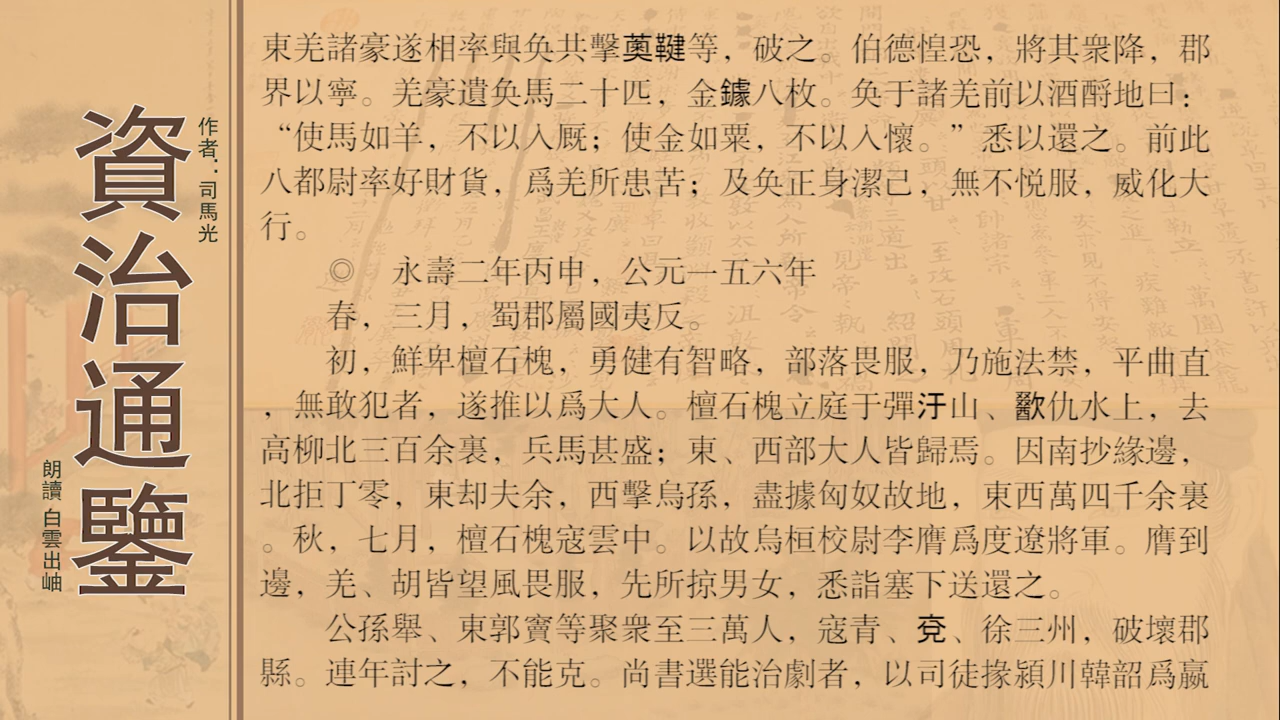 資治通鑒
作者：司馬光
朗讀 白雲出岫
東羌諸豪遂相率與奂共擊薁鞬等，破之。伯德惶恐，將其衆降，郡
界以寧。羌豪遺奂馬二十匹，金鐻八枚。奂于諸羌前以酒酹地曰：
“使馬如羊，不以入厩；使金如粟，不以入懷。”悉以還之。前此
八都尉率好財貨，爲羌所患苦；及奂正身潔己，無不悦服，威化大
行。
◎　永壽二年丙申，公元一五六年
春，三月，蜀郡屬國夷反。
初，鮮卑檀石槐，勇健有智略，部落畏服，乃施法禁，平曲直
，無敢犯者，遂推以爲大人。檀石槐立庭于彈汙山、歠仇水上，去
高柳北三百余裏，兵馬甚盛；東、西部大人皆歸焉。因南抄緣邊，
北拒丁零，東却夫余，西擊烏孫，盡據匈奴故地，東西萬四千余裏
。秋，七月，檀石槐寇雲中。以故烏桓校尉李膺爲度遼將軍。膺到
邊，羌、胡皆望風畏服，先所掠男女，悉詣塞下送還之。
公孫舉、東郭竇等聚衆至三萬人，寇青、兗、徐三州，破壞郡
縣。連年討之，不能克。尚書選能治劇者，以司徒掾潁川韓韶爲嬴